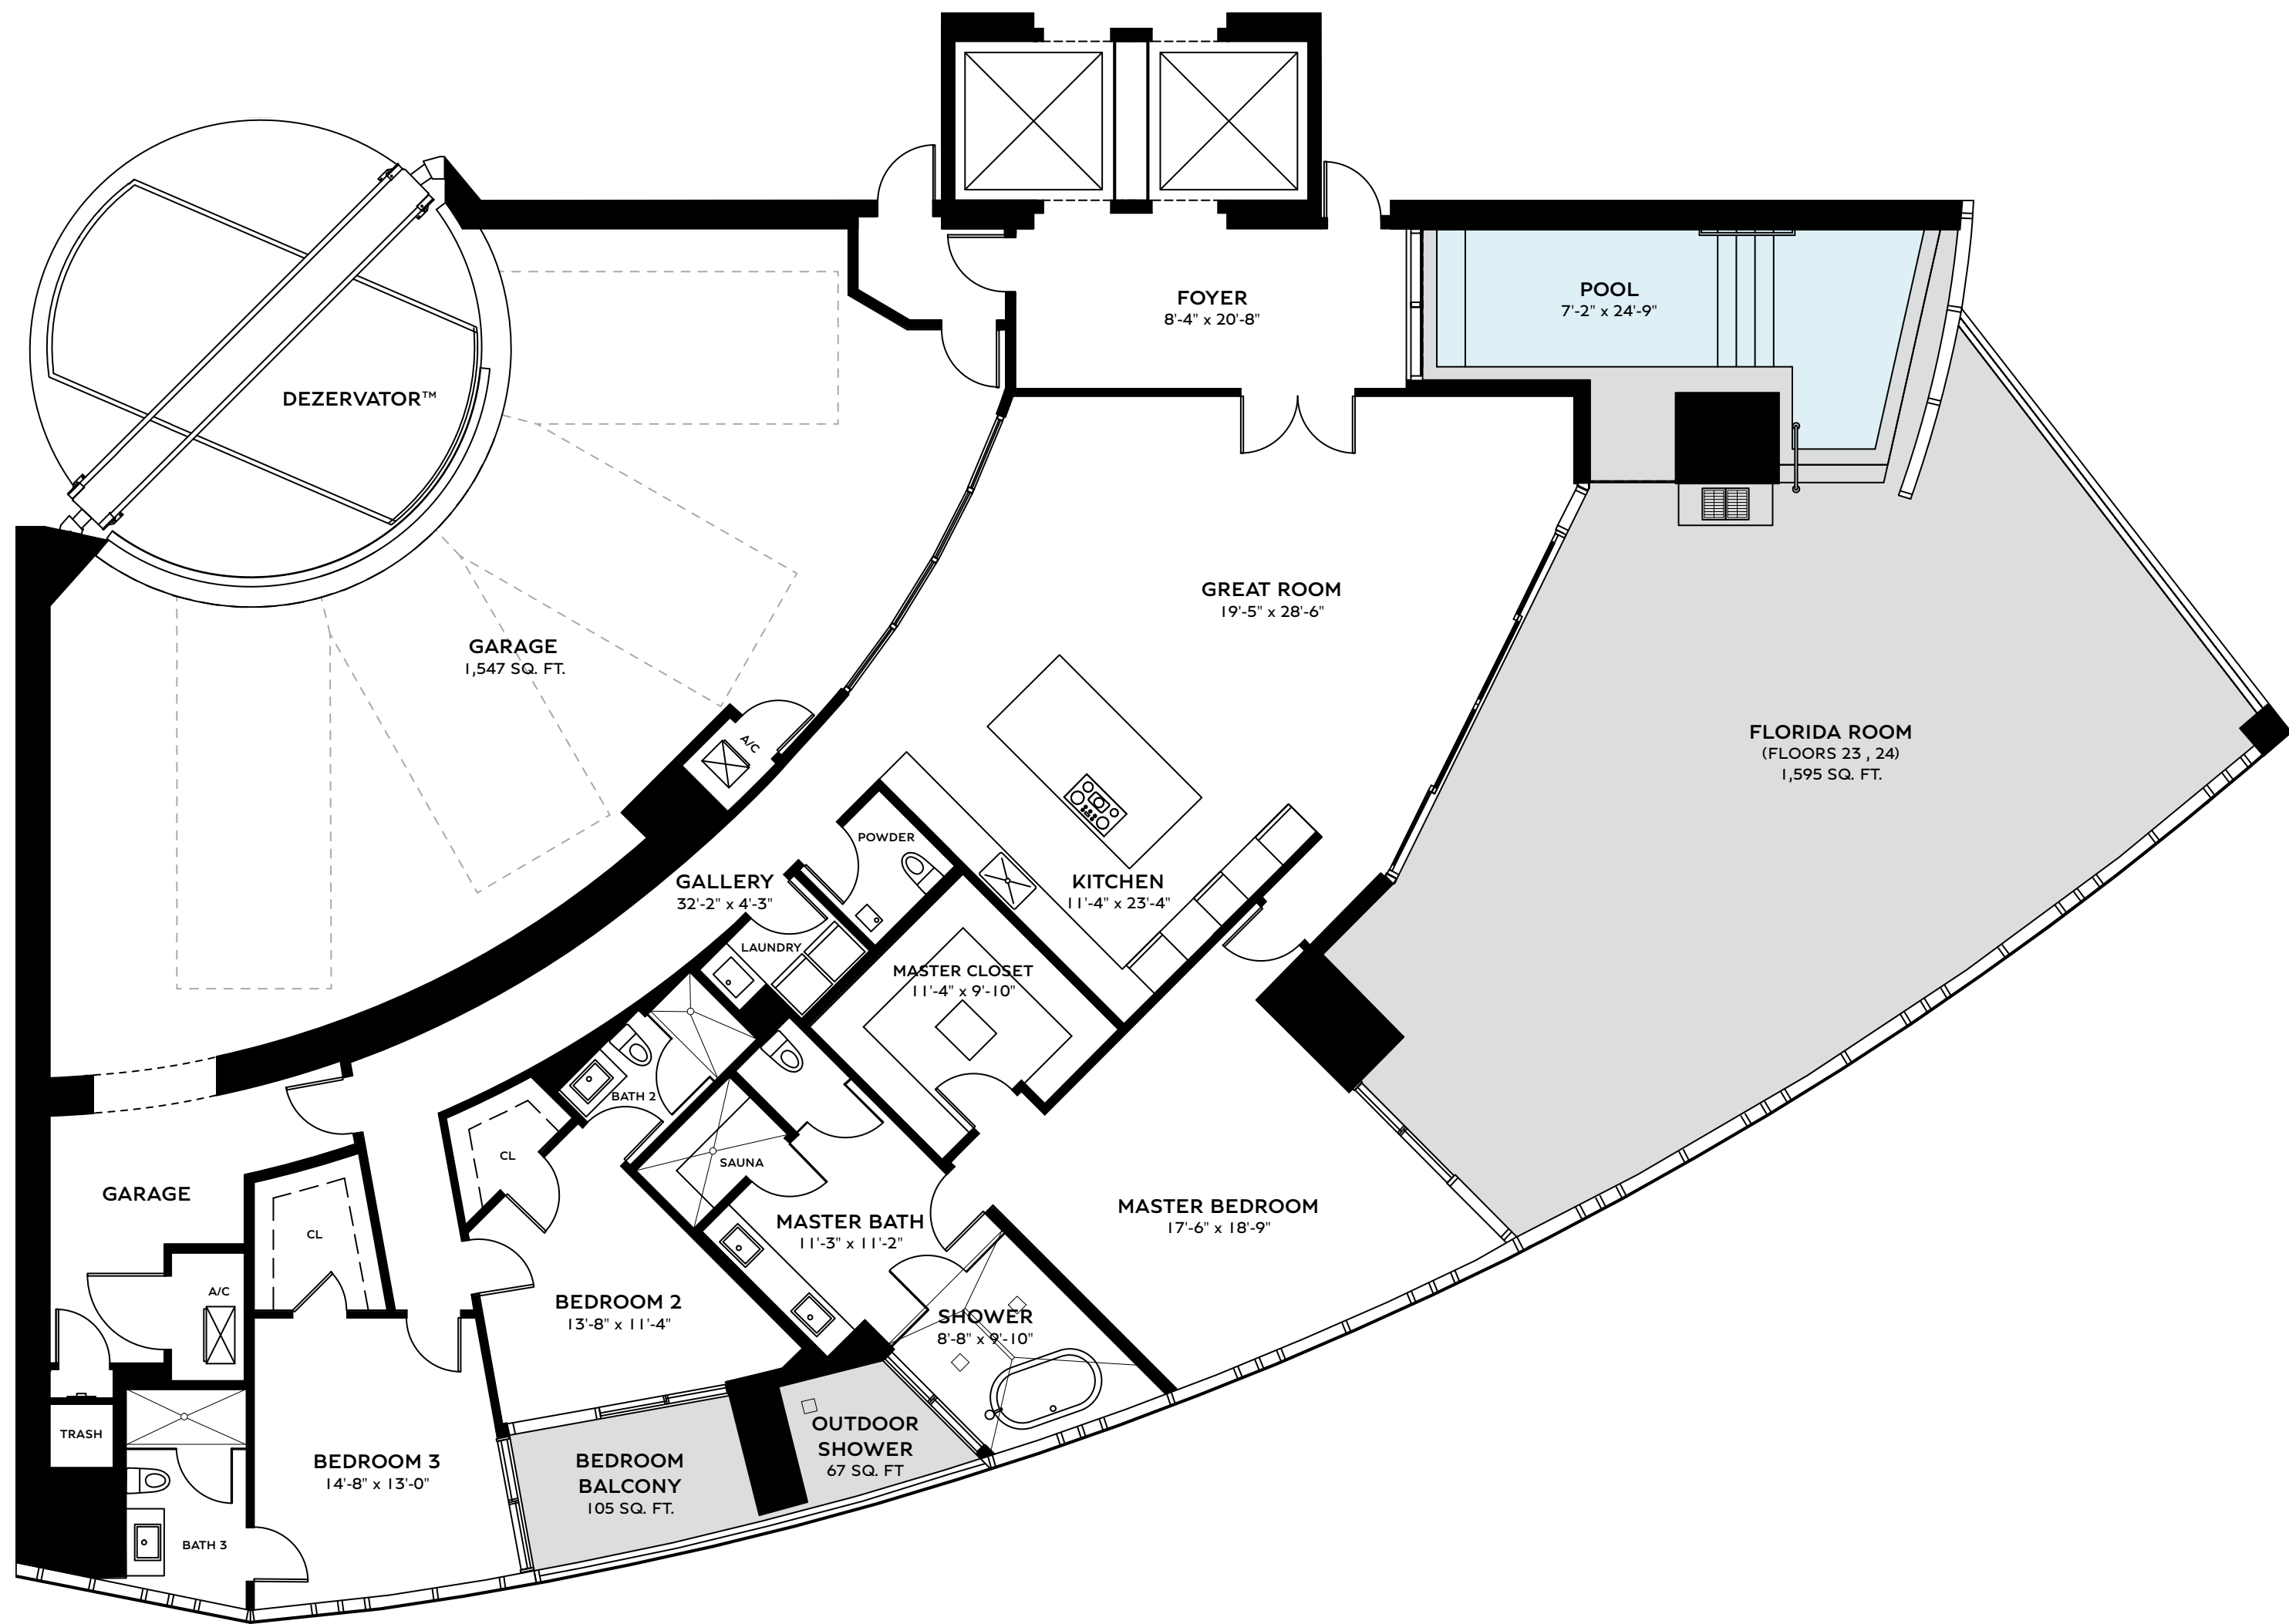 FOYER
8'-4" x 20'-8"
POOL
7'-2" x 24'-9"
DEZERVATOR™
GREAT ROOM
19'-5" x 28'-6"
GARAGE
1,547 SQ. FT.
A/C
FLORIDA ROOM
(FLOORS 23 , 24)
1,595 SQ. FT.
POWDER
GALLERY
32'-2" x 4'-3"
KITCHEN
11'-4" x 23'-4"
LAUNDRY
MASTER CLOSET
11'-4" x 9'-10"
BATH 2
CL
SAUNA
GARAGE
CL
MASTER BATH
11'-3" x 11'-2"
MASTER BEDROOM
17'-6" x 18'-9"
A/C
BEDROOM 2
13'-8" x 11'-4"
SHOWER
8'-8" x 9'-10"
TRASH
BEDROOM 3
14'-8" x 13'-0"
BEDROOM
BALCONY
105 SQ. FT.
OUTDOOR
SHOWER
67 SQ. FT
BATH 3